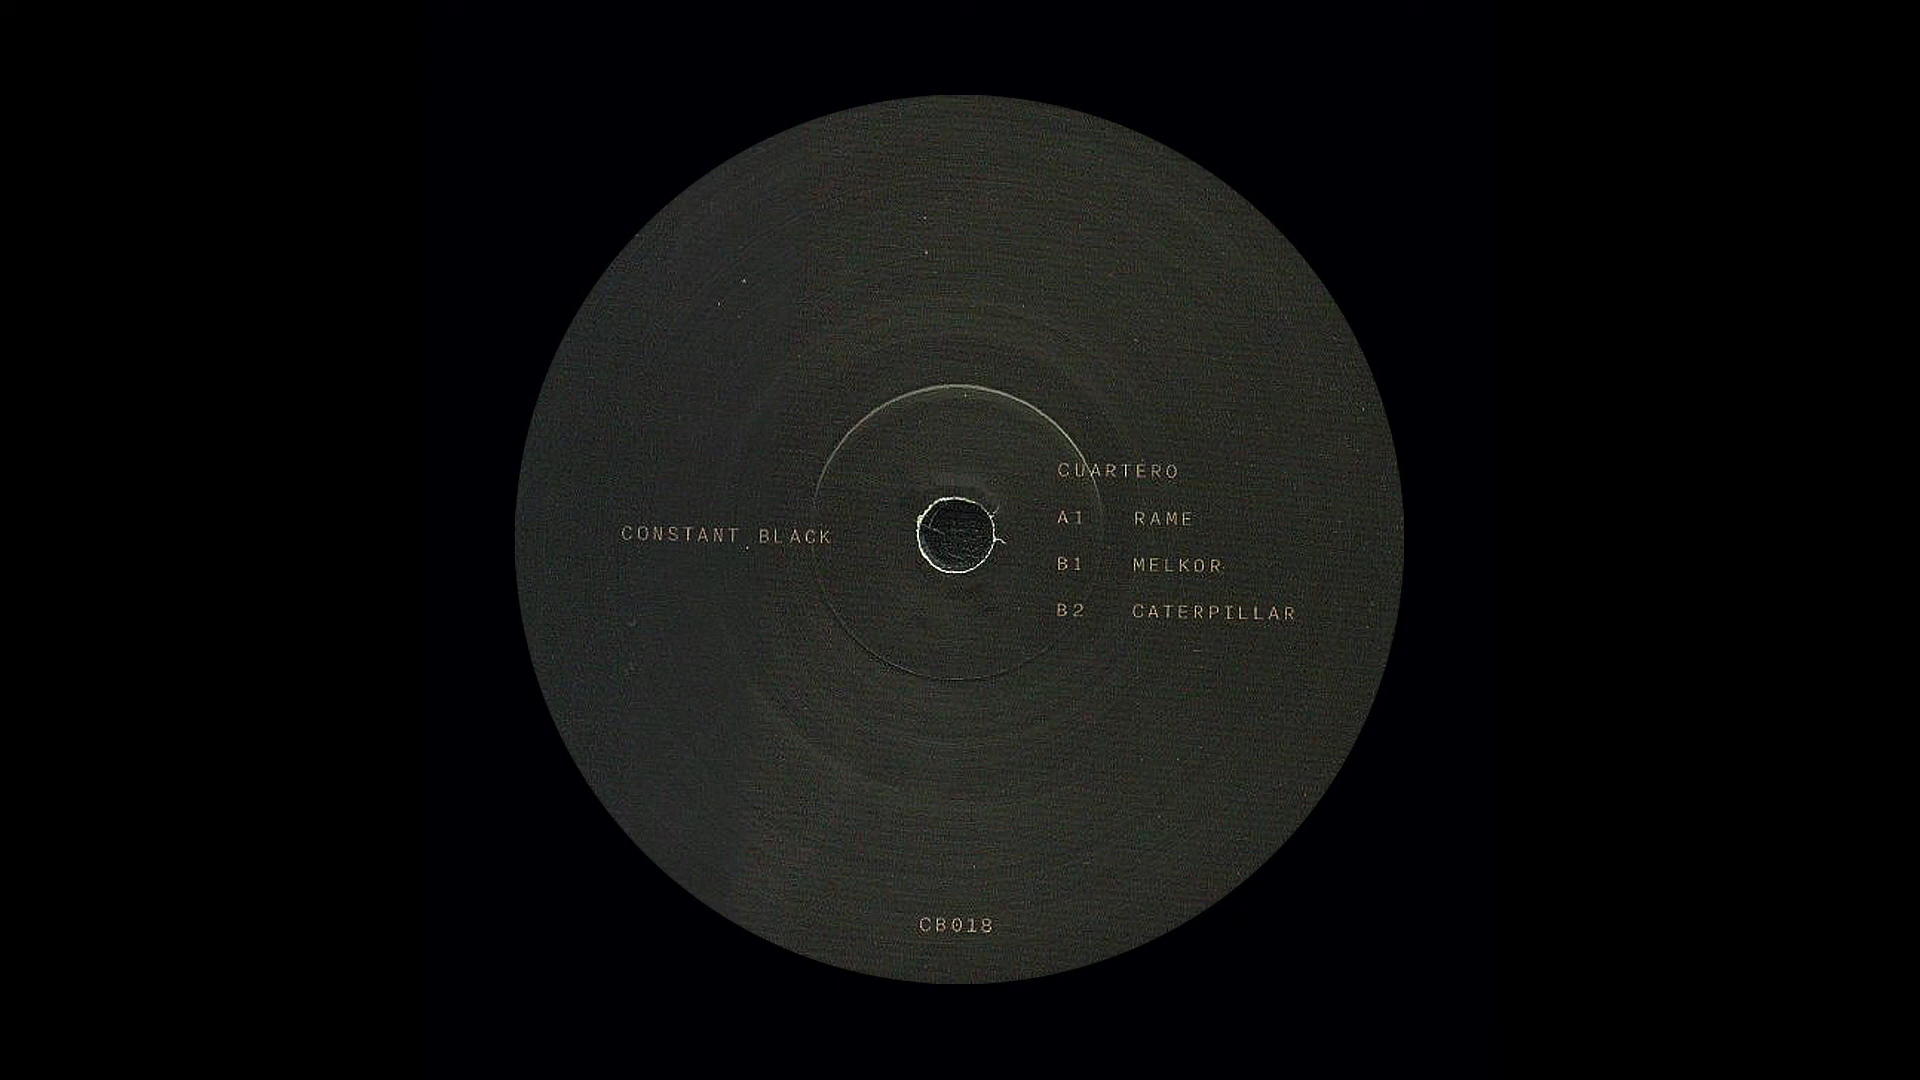 CUARTERO
A1 RAME
CONSTANT BLACK
B1 MELKOR
B2 CATERPILLAR
CB018